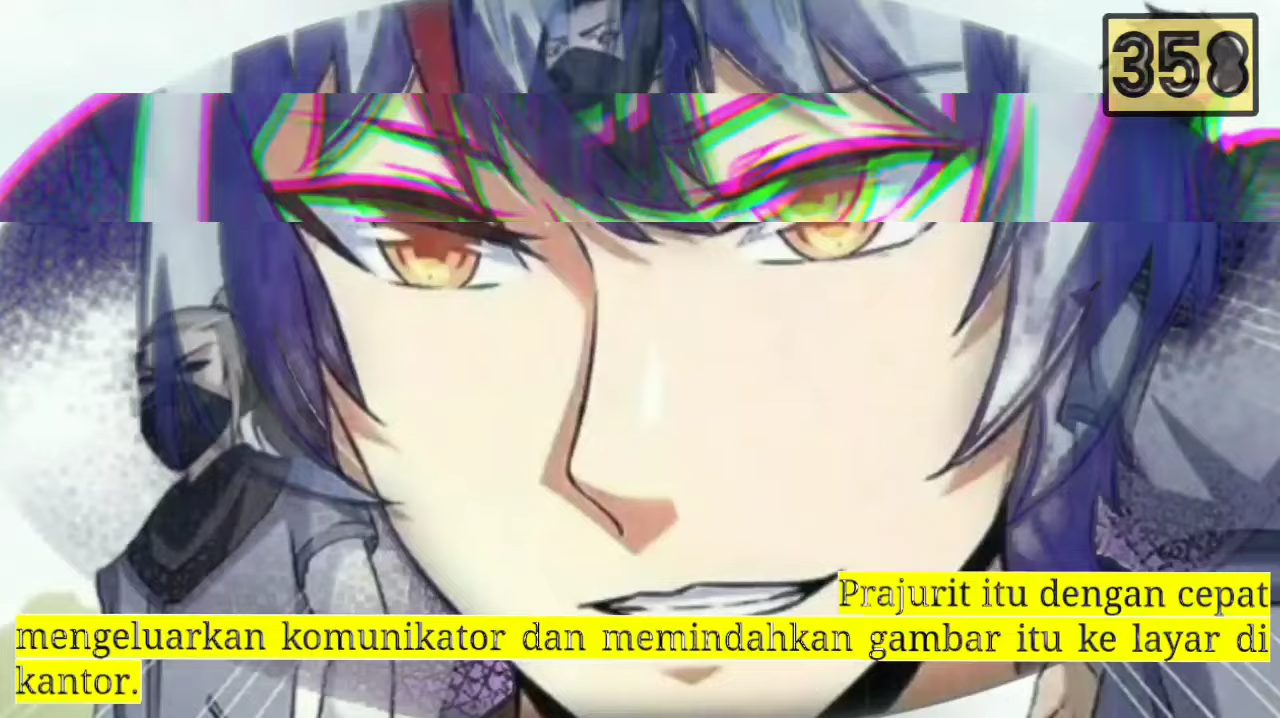 358
Prajurit itu dengan cepat
mengeluarkan komunikator dan memindahkan gambar itu ke layar di
kantor.